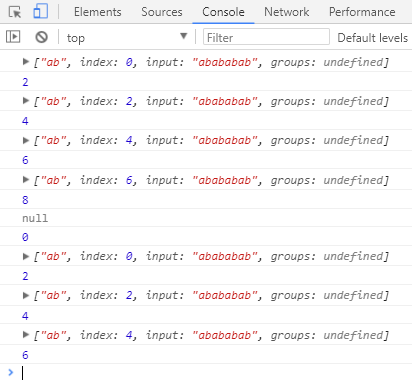 Elements Sources Console Network Performance
top Filter Default levels
["ab", index: 0, input: "abababab", groups: undefined]
2
["ab", index: 2, input: "abababab", groups: undefined]
4
["ab", index: 4, input: "abababab", groups: undefined]
6
["ab", index: 6, input: "abababab", groups: undefined]
8
null
0
["ab", index: 0, input: "abababab", groups: undefined]
2
["ab", index: 2, input: "abababab", groups: undefined]
4
["ab", index: 4, input: "abababab", groups: undefined]
6